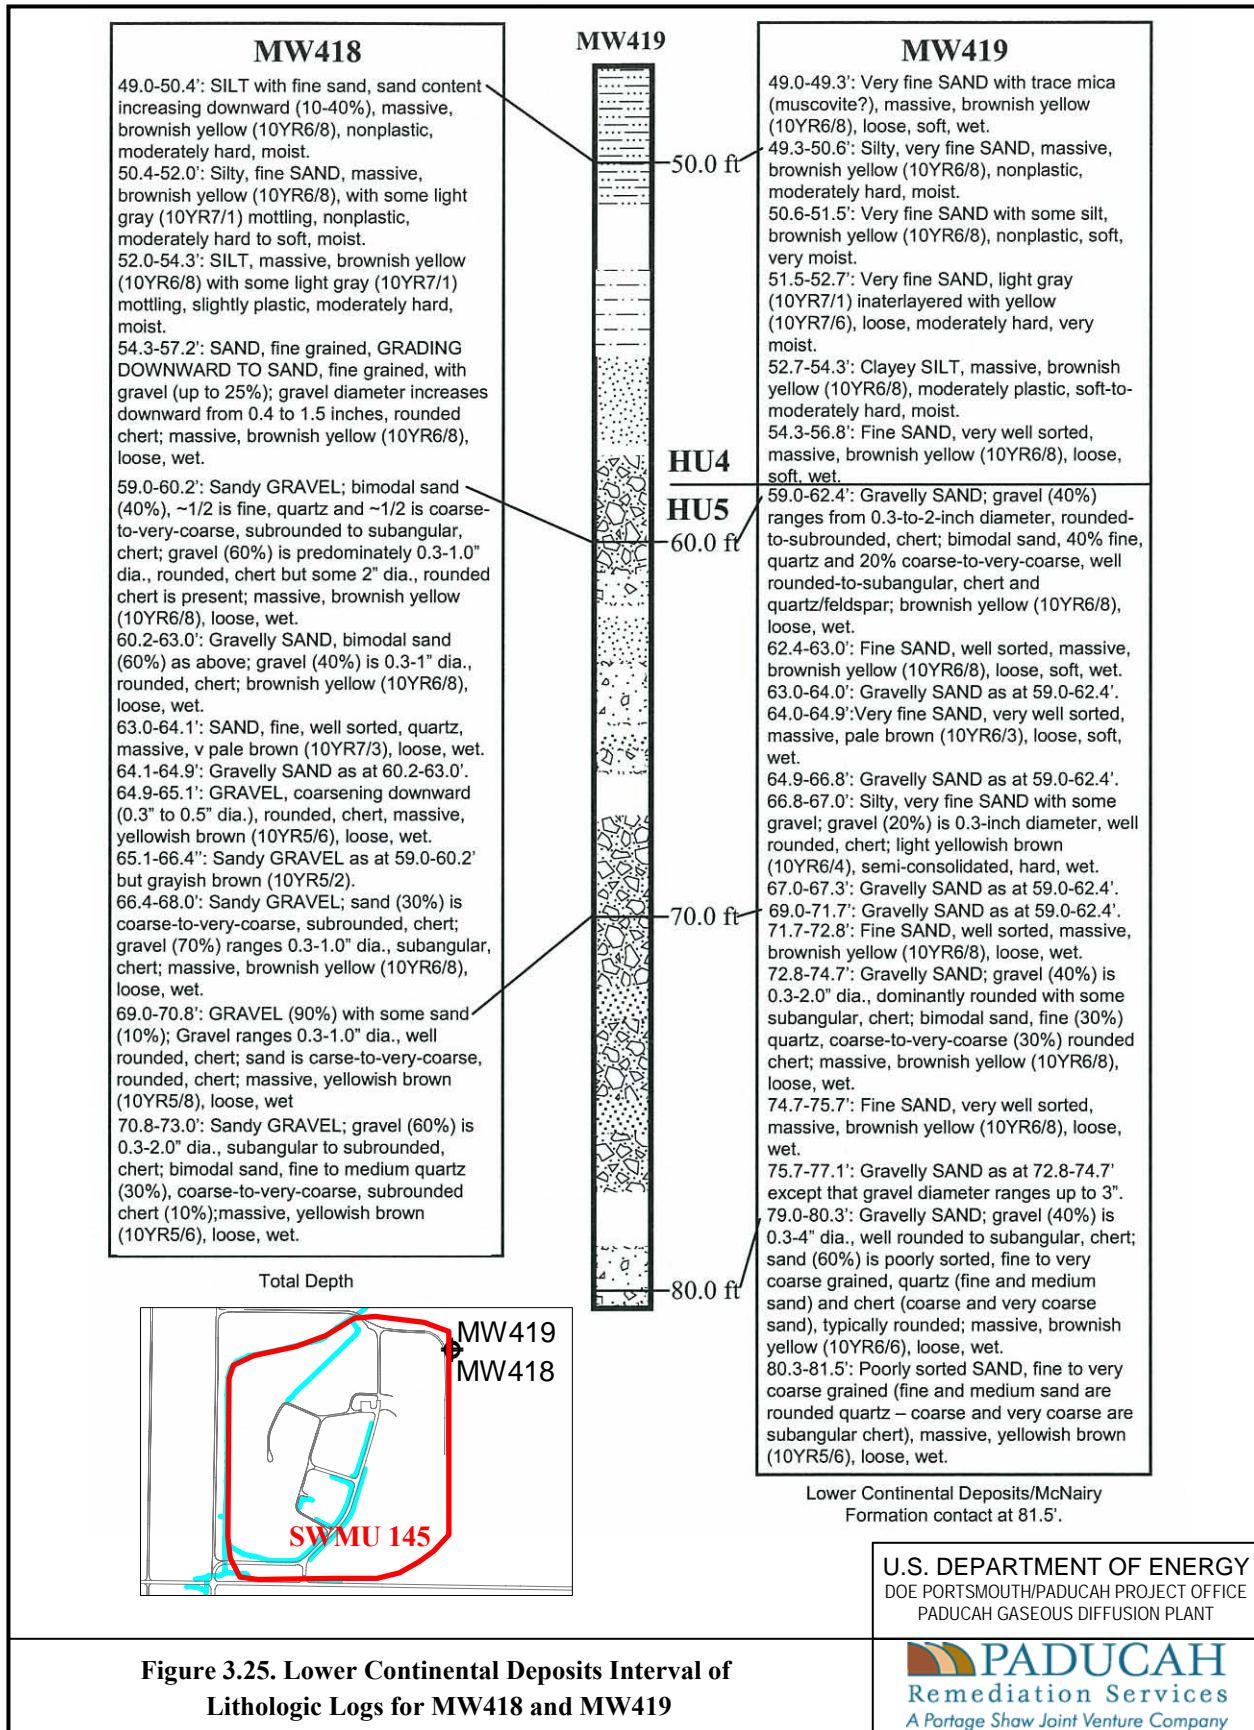 MW418
49.0-50.4’: SILT with fine sand, sand content
increasing downward (10-40%), massive,
brownish yellow (10YR6/8), nonplastic,
moderately hard, moist.
50.4-52.0’: Silty, fine SAND, massive,
brownish yellow (10YR6/8), with some light
gray (10YR7/1) mottling, nonplastic,
moderately hard to soft, moist.
52.0-54.3’: SILT, massive, brownish yellow
(10YR6/8) with some light gray (10YR7/1)
mottling, slightly plastic, moderately hard,
moist.
54.3-57.2’: SAND, fine grained, GRADING
DOWNWARD TO SAND, fine grained, with
gravel (up to 25%); gravel diameter increases
downward from 0.4 to 1.5 inches, rounded
chert; massive, brownish yellow (10YR6/8),
loose, wet.
59.0-60.2’: Sandy GRAVEL; bimodal sand
(40%), ~1/2 is fine, quartz and ~1/2 is coarse-
to-very-coarse, subrounded to subangular,
chert; gravel (60%) is predominately 0.3-1.0”
dia., rounded, chert but some 2” dia., rounded
chert is present; massive, brownish yellow
(10YR6/8), loose, wet.
60.2-63.0’: Gravelly SAND, bimodal sand
(60%) as above; gravel (40%) is 0.3-1” dia.,
rounded, chert; brownish yellow (10YR6/8),
loose, wet.
63.0-64.1’: SAND, fine, well sorted, quartz,
massive, v pale brown (10YR7/3), loose, wet.
64.1-64.9’: Gravelly SAND as at 60.2-63.0’.
64.9-65.1’: GRAVEL, coarsening downward
(0.3” to 0.5” dia.), rounded, chert, massive,
yellowish brown (10YR5/6), loose, wet.
65.1-66.4”: Sandy GRAVEL as at 59.0-60.2’
but grayish brown (10YR5/2).
66.4-68.0’: Sandy GRAVEL; sand (30%) is
coarse-to-very-coarse, subrounded, chert;
gravel (70%) ranges 0.3-1.0” dia., subangular,
chert; massive, brownish yellow (10YR6/8),
loose, wet.
69.0-70.8’: GRAVEL (90%) with some sand
(10%); Gravel ranges 0.3-1.0” dia., well
rounded, chert; sand is carse-to-very-coarse,
rounded, chert; massive, yellowish brown
(10YR5/8), loose, wet
70.8-73.0’: Sandy GRAVEL; gravel (60%) is
0.3-2.0” dia., subangular to subrounded,
chert; bimodal sand, fine to medium quartz
(30%), coarse-to-very-coarse, subrounded
chert (10%);massive, yellowish brown
(10YR5/6), loose, wet.
Total Depth
MW419
50.0 ft
HU4
HU5
60.0 ft
70.0 ft
80.0 ft
MW419
49.0-49.3’: Very fine SAND with trace mica
(muscovite?), massive, brownish yellow
(10YR6/8), loose, soft, wet.
49.3-50.6’: Silty, very fine SAND, massive,
brownish yellow (10YR6/8), nonplastic,
moderately hard, moist.
50.6-51.5’: Very fine SAND with some silt,
brownish yellow (10YR6/8), nonplastic, soft,
very moist.
51.5-52.7’: Very fine SAND, light gray
(10YR7/1) inaterlayered with yellow
(10YR7/6), loose, moderately hard, very
moist.
52.7-54.3’: Clayey SILT, massive, brownish
yellow (10YR6/8), moderately plastic, soft-to-
moderately hard, moist.
54.3-56.8’: Fine SAND, very well sorted,
massive, brownish yellow (10YR6/8), loose,
soft, wet.
59.0-62.4’: Gravelly SAND; gravel (40%)
ranges from 0.3-to-2-inch diameter, rounded-
to-subrounded, chert; bimodal sand, 40% fine,
quartz and 20% coarse-to-very-coarse, well
rounded-to-subangular, chert and
quartz/feldspar; brownish yellow (10YR6/8),
loose, wet.
62.4-63.0’: Fine SAND, well sorted, massive,
brownish yellow (10YR6/8), loose, soft, wet.
63.0-64.0’: Gravelly SAND as at 59.0-62.4’.
64.0-64.9’:Very fine SAND, very well sorted,
massive, pale brown (10YR6/3), loose, soft,
wet.
64.9-66.8’: Gravelly SAND as at 59.0-62.4’.
66.8-67.0’: Silty, very fine SAND with some
gravel; gravel (20%) is 0.3-inch diameter, well
rounded, chert; light yellowish brown
(10YR6/4), semi-consolidated, hard, wet.
67.0-67.3’: Gravelly SAND as at 59.0-62.4’.
69.0-71.7’: Gravelly SAND as at 59.0-62.4’.
71.7-72.8’: Fine SAND, well sorted, massive,
brownish yellow (10YR6/8), loose, wet.
72.8-74.7’: Gravelly SAND; gravel (40%) is
0.3-2.0” dia., dominantly rounded with some
subangular, chert; bimodal sand, fine (30%)
quartz, coarse-to-very-coarse (30%) rounded
chert; massive, brownish yellow (10YR6/8),
loose, wet.
74.7-75.7’: Fine SAND, very well sorted,
massive, brownish yellow (10YR6/8), loose,
wet.
75.7-77.1’: Gravelly SAND as at 72.8-74.7’
except that gravel diameter ranges up to 3”.
79.0-80.3’: Gravelly SAND; gravel (40%) is
0.3-4” dia., well rounded to subangular, chert;
sand (60%) is poorly sorted, fine to very
coarse grained, quartz (fine and medium
sand) and chert (coarse and very coarse
sand), typically rounded; massive, brownish
yellow (10YR6/6), loose, wet.
80.3-81.5’: Poorly sorted SAND, fine to very
coarse grained (fine and medium sand are
rounded quartz – coarse and very coarse are
subangular chert), massive, yellowish brown
(10YR5/6), loose, wet.
Lower Continental Deposits/McNairy
Formation contact at 81.5’.
MW419
MW418
SWMU 145
U.S. DEPARTMENT OF ENERGY
DOE PORTSMOUTH/PADUCAH PROJECT OFFICE
PADUCAH GASEOUS DIFFUSION PLANT
Figure 3.25. Lower Continental Deposits Interval of
Lithologic Logs for MW418 and MW419
PADUCAH
Remediation Services
A Portage Shaw Joint Venture Company